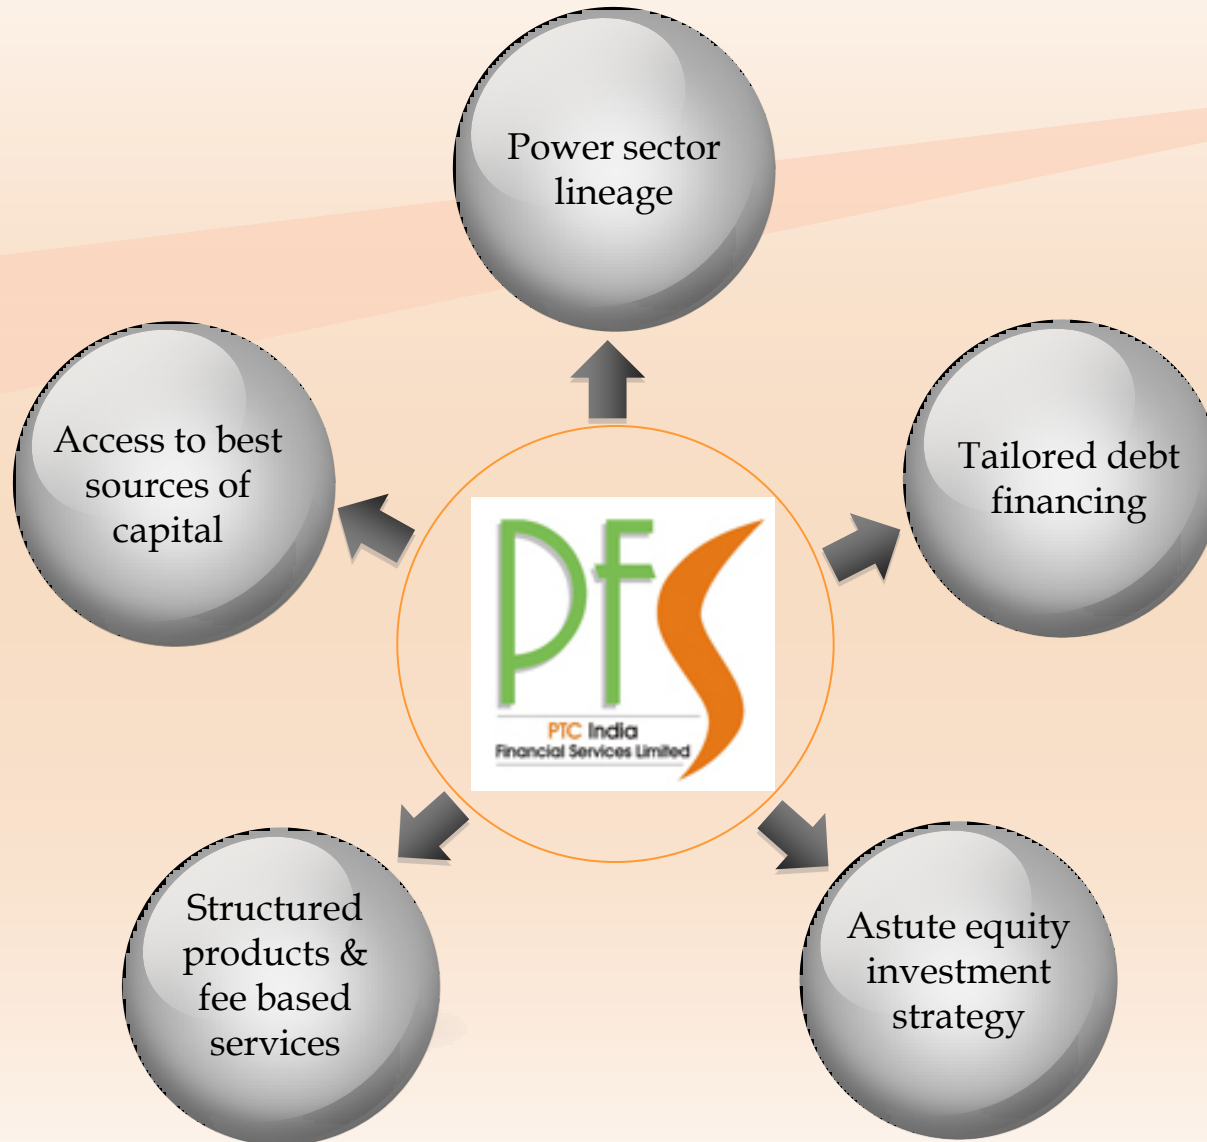 Power sector
lineage
Access to best
sources of
capital
Tailored debt
financing
PFS
PTC India
Financial Services Limited
Structured
products &
fee based
services
Astute equity
investment
strategy